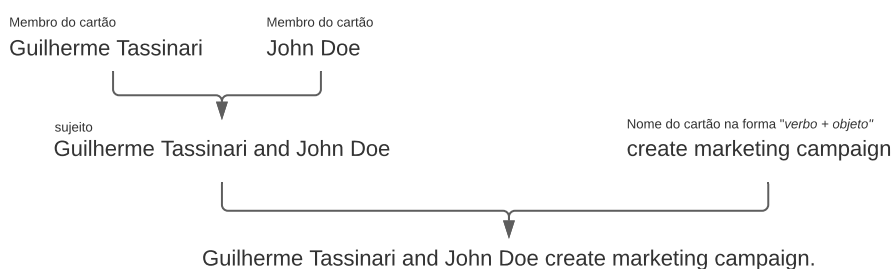 Membro do cartão
Membro do cartão
Guilherme Tassinari
John Doe
sujeito
Nome do cartão na forma "verbo + objeto"
Guilherme Tassinari and John Doe
create marketing campaign
Guilherme Tassinari and John Doe create marketing campaign.